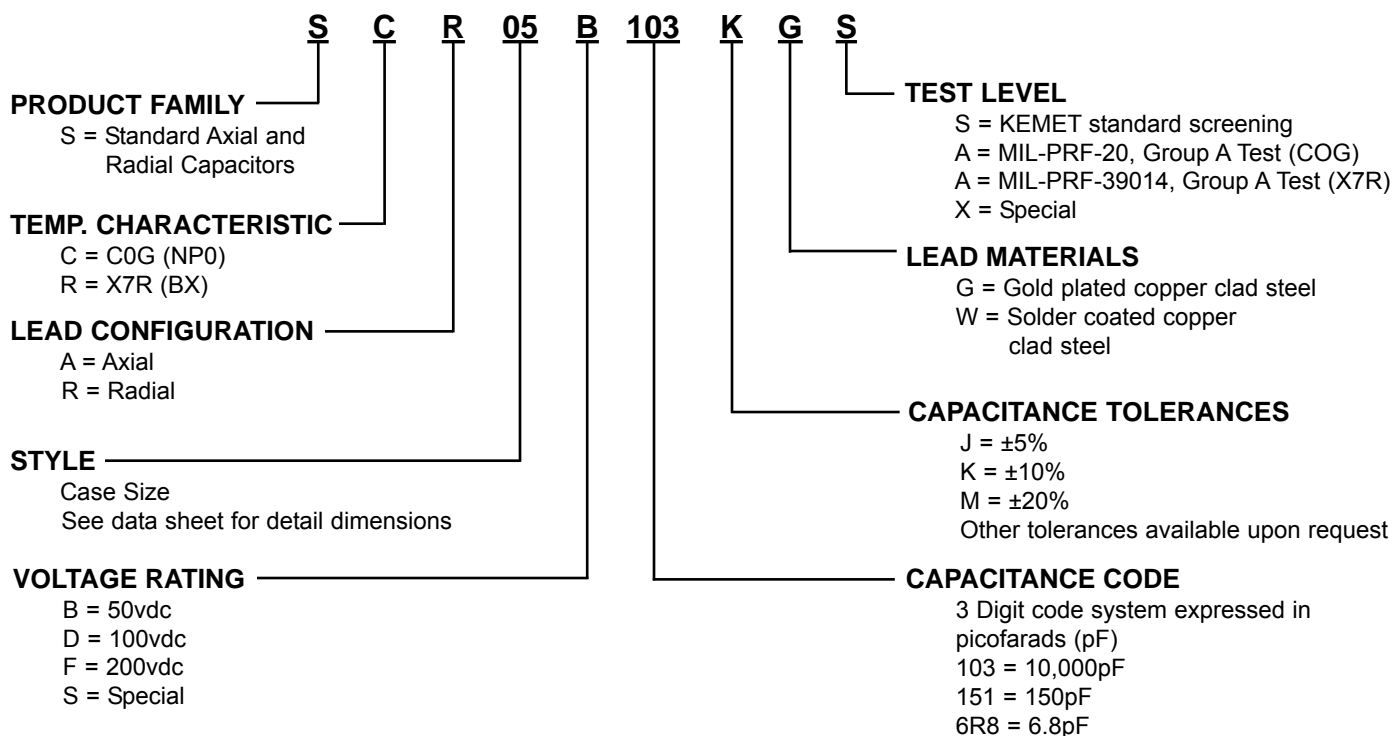 S C R 05 B 103 K G S
PRODUCT FAMILY
S = Standard Axial and
Radial Capacitors
TEMP. CHARACTERISTIC
C = C0G (NP0)
R = X7R (BX)
LEAD CONFIGURATION
A = Axial
R = Radial
STYLE
Case Size
See data sheet for detail dimensions
VOLTAGE RATING
B = 50vdc
D = 100vdc
F = 200vdc
S = Special
TEST LEVEL
S = KEMET standard screening
A = MIL-PRF-20, Group A Test (COG)
A = MIL-PRF-39014, Group A Test (X7R)
X = Special
LEAD MATERIALS
G = Gold plated copper clad steel
W = Solder coated copper
clad steel
CAPACITANCE TOLERANCES
J = ±5%
K = ±10%
M = ±20%
Other tolerances available upon request
CAPACITANCE CODE
3 Digit code system expressed in
picofarads (pF)
103 = 10,000pF
151 = 150pF
6R8 = 6.8pF